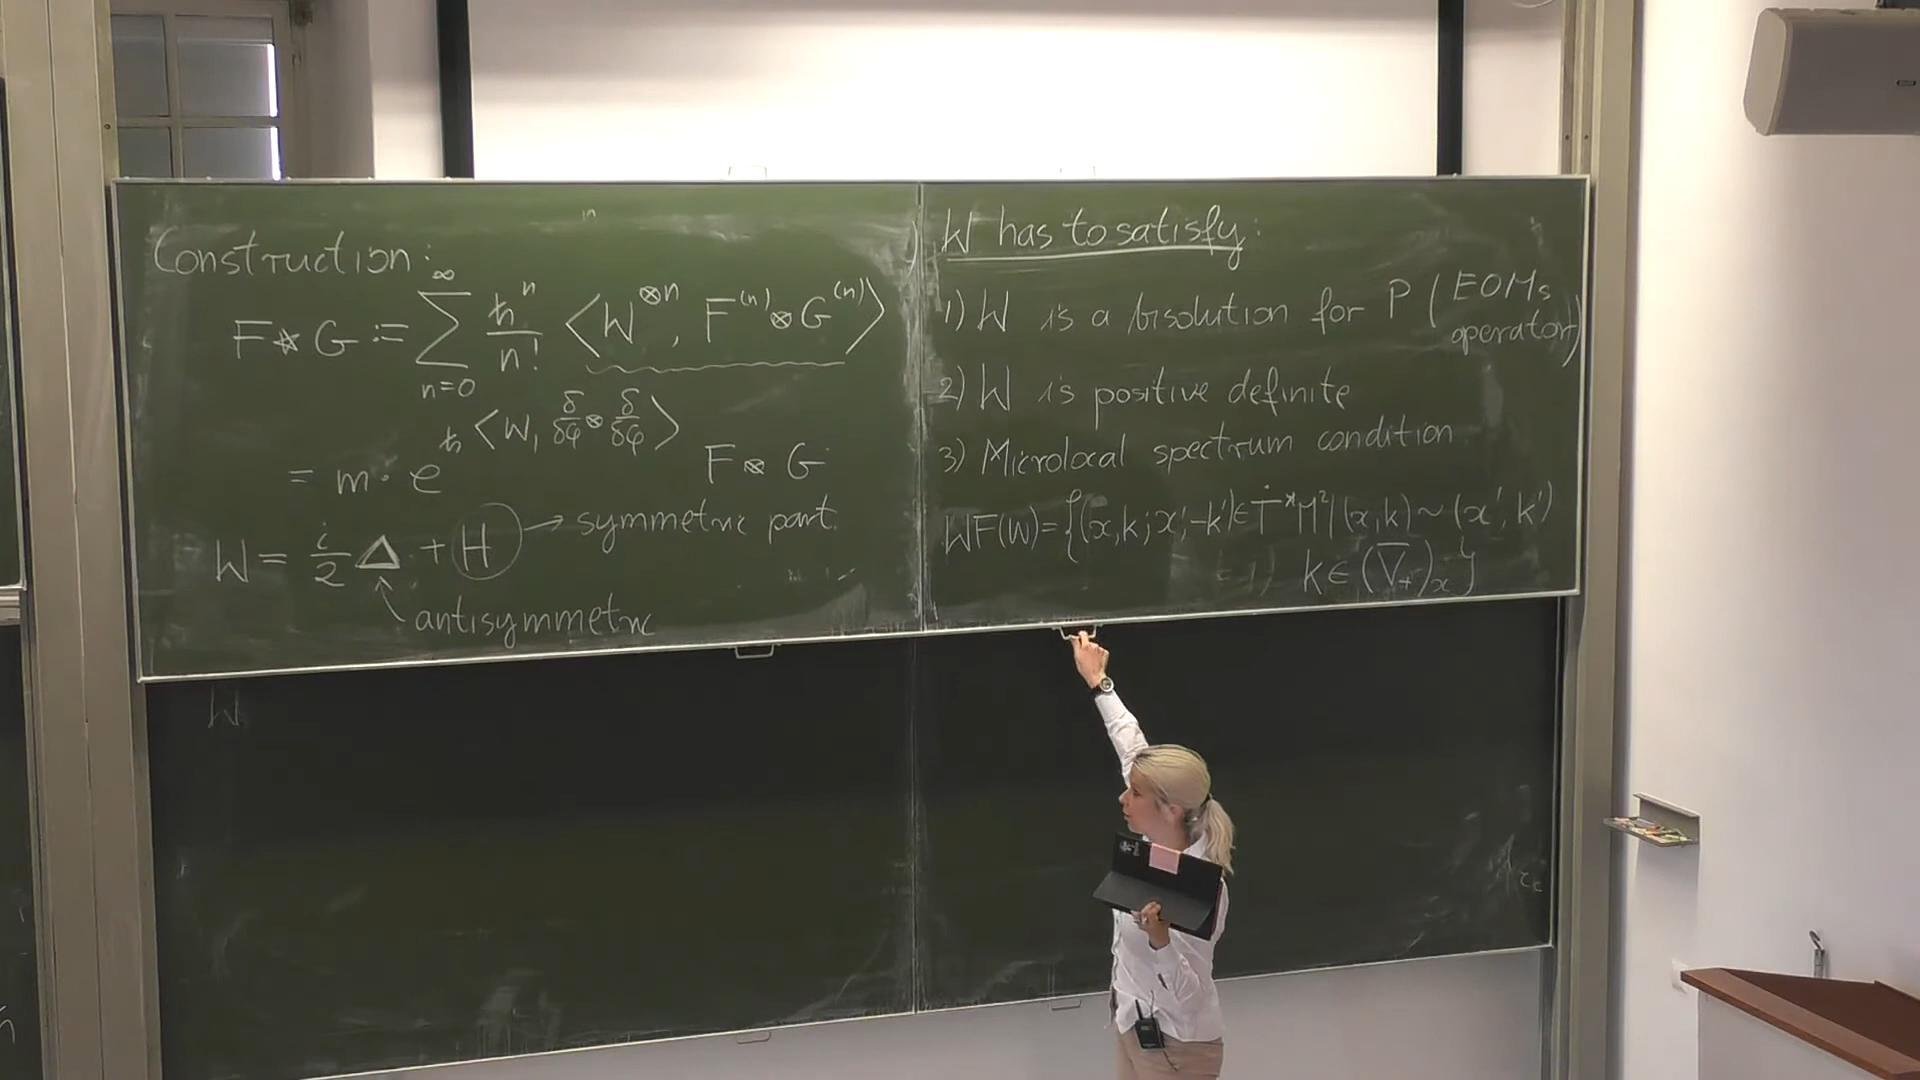 Construction:
F ⋆ G := ∑_{n=0}^{∞} ħ^n/n! ⟨W^{⊗n}, F^{(n)} ⊗ G^{(n)}⟩
= m · e^{ħ⟨W, δ/δφ ⊗ δ/δφ⟩} F ⊗ G
W = i/2 Δ + H → symmetric part
antisymmetric
W has to satisfy:
1) W is a bisolution for P (EOMs
operator)
2) W is positive definite
3) Microlocal spectrum condition
WF(W) = {(x, k; x', -k') ∈ Ṫ*M² | (x, k) ~ (x', k')
k ∈ (V̄₊)ₓ}
W